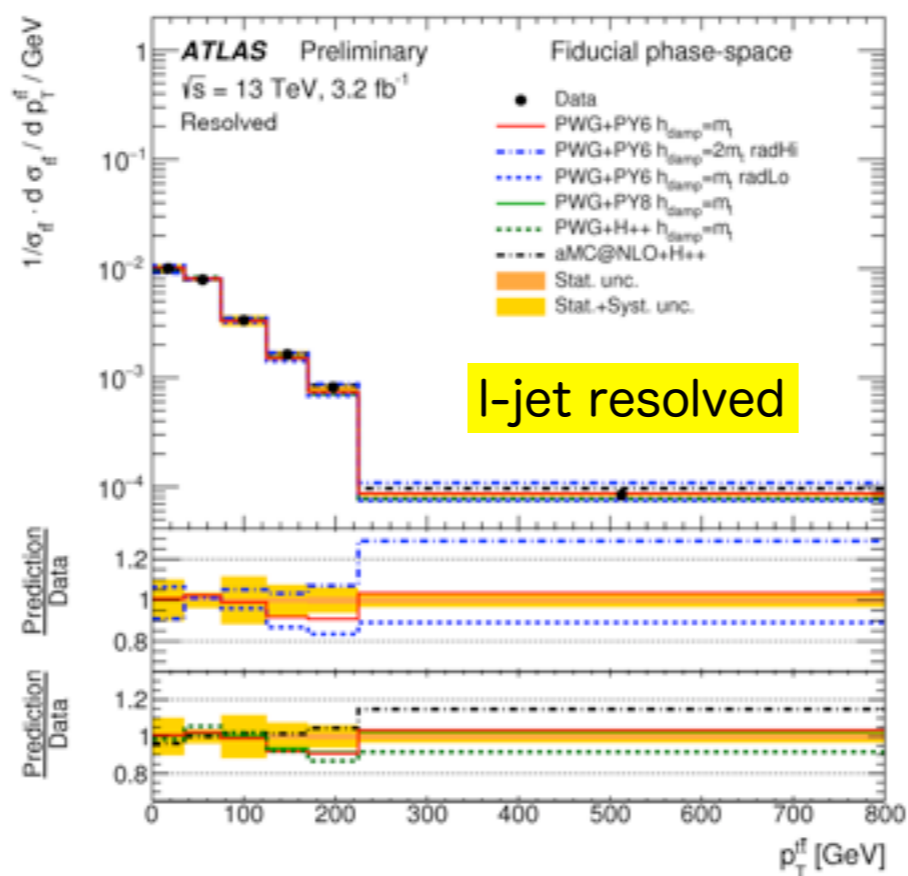 ATLAS Preliminary
Fiducial phase-space
√s = 13 TeV, 3.2 fb⁻¹
Resolved
Data
PWG+PY6 h_damp=m_t
PWG+PY6 h_damp=2m_t radHi
PWG+PY6 h_damp=m_t radLo
PWG+PY8 h_damp=m_t
PWG+H++ h_damp=m_t
aMC@NLO+H++
Stat. unc.
Stat.+Syst. unc.
1/σ_tt̄ · d σ_tt̄ / d p_T^tt̄ / GeV
1
10⁻¹
10⁻²
10⁻³
10⁻⁴
l-jet resolved
Prediction
Data
1.2
1
0.8
Prediction
Data
1.2
1
0.8
0 100 200 300 400 500 600 700 800
p_T^tt̄ [GeV]